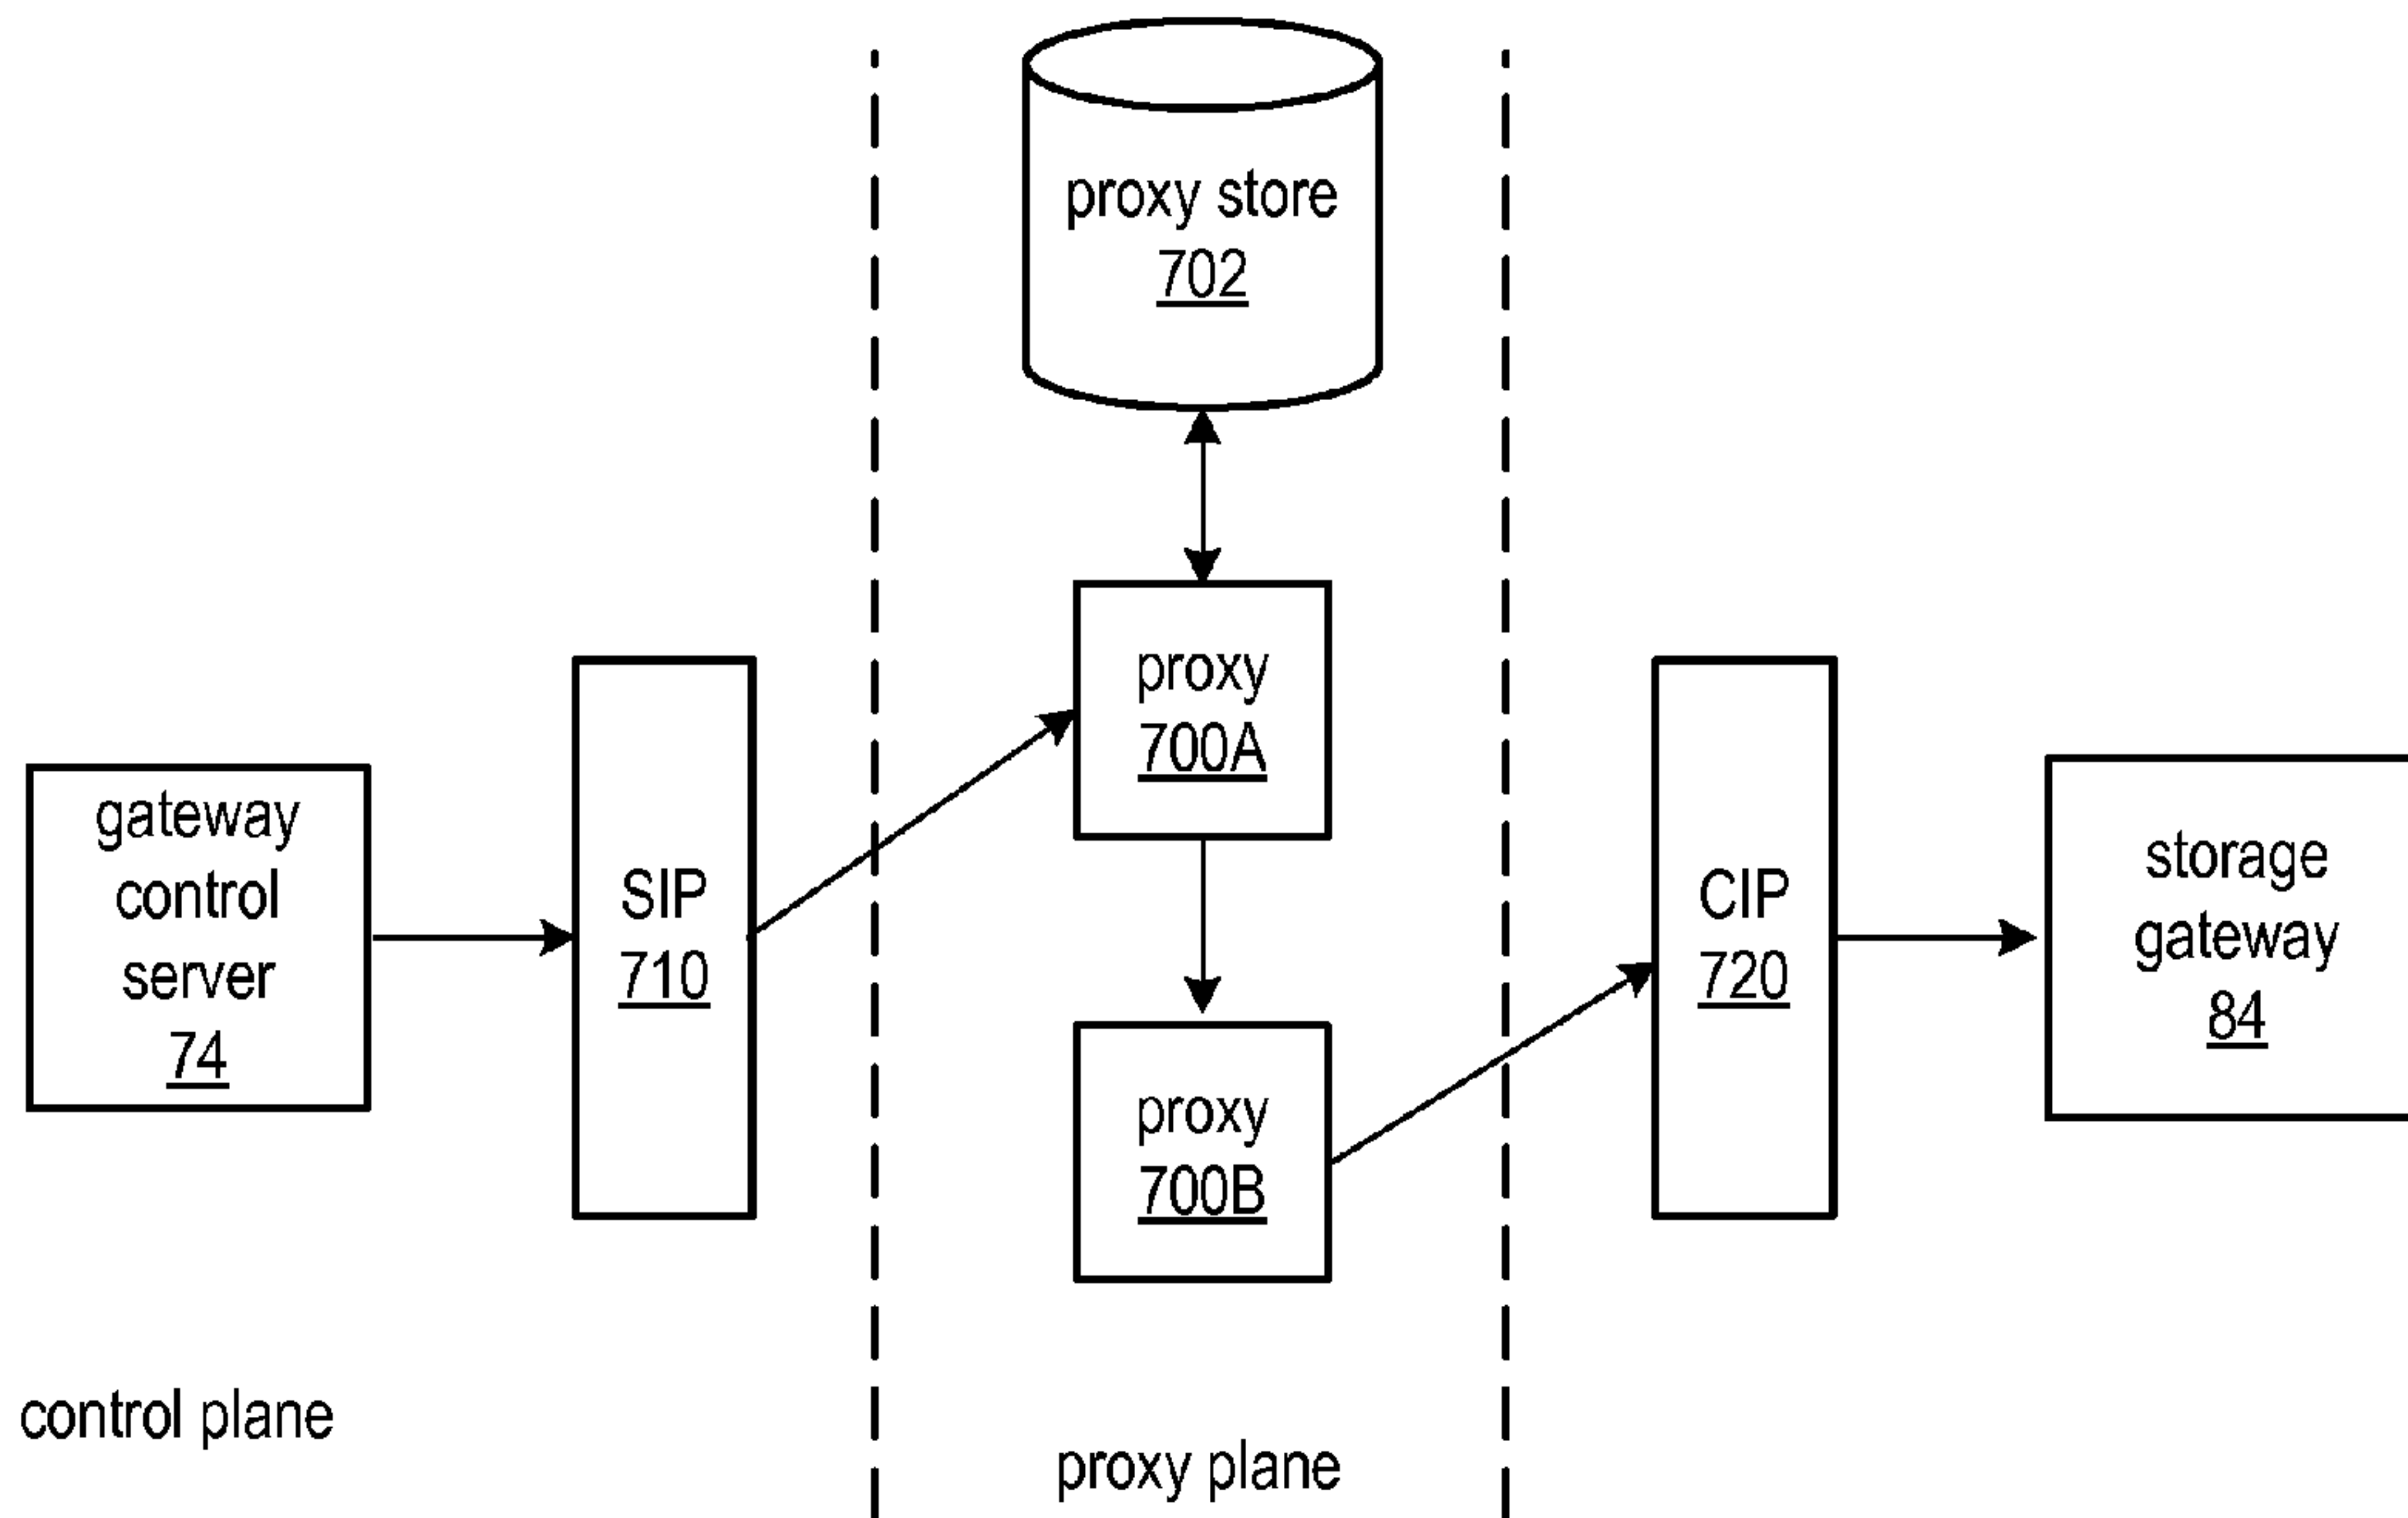 proxy store
702
proxy
700A
gateway
control
server
74
SIP
710
CIP
720
storage
gateway
84
proxy
700B
control plane
proxy plane